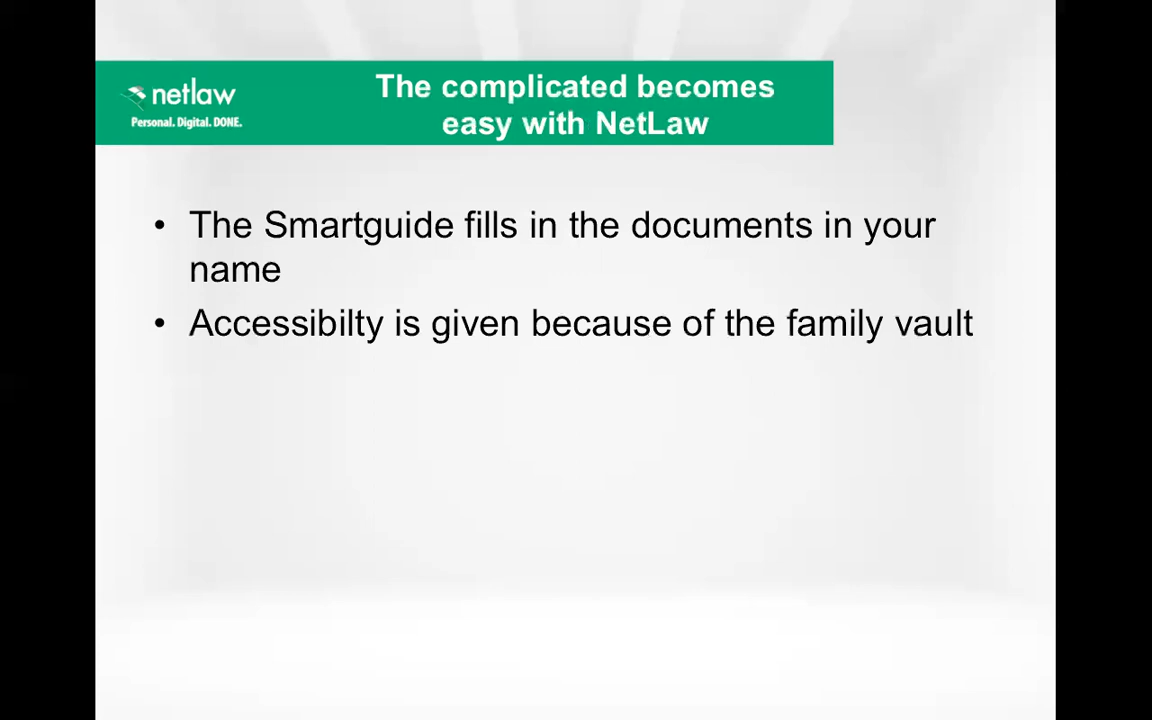 netlaw
Personal. Digital. DONE.
The complicated becomes
easy with NetLaw
• The Smartguide fills in the documents in your
name
• Accessibilty is given because of the family vault